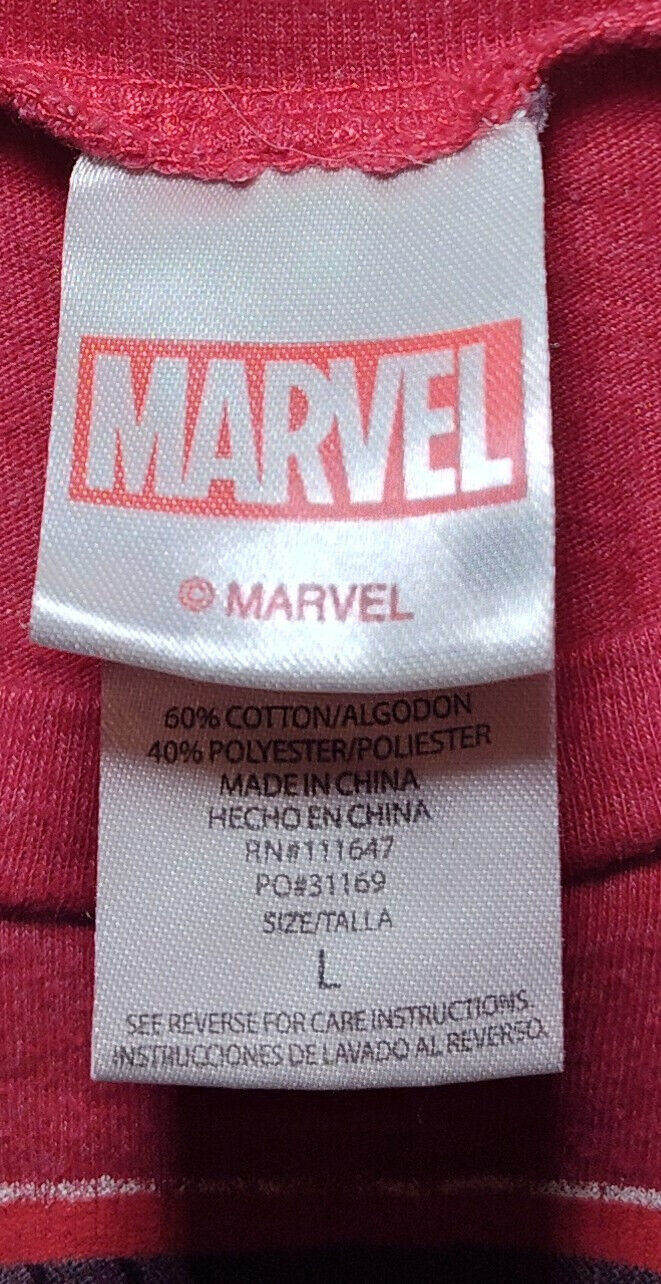 MARVEL
© MARVEL
60% COTTON/ALGODON
40% POLYESTER/POLIESTER
MADE IN CHINA
HECHO EN CHINA
RN#111647
PO#31169
SIZE/TALLA
L
SEE REVERSE FOR CARE INSTRUCTIONS.
INSTRUCCIONES DE LAVADO AL REVERSO.